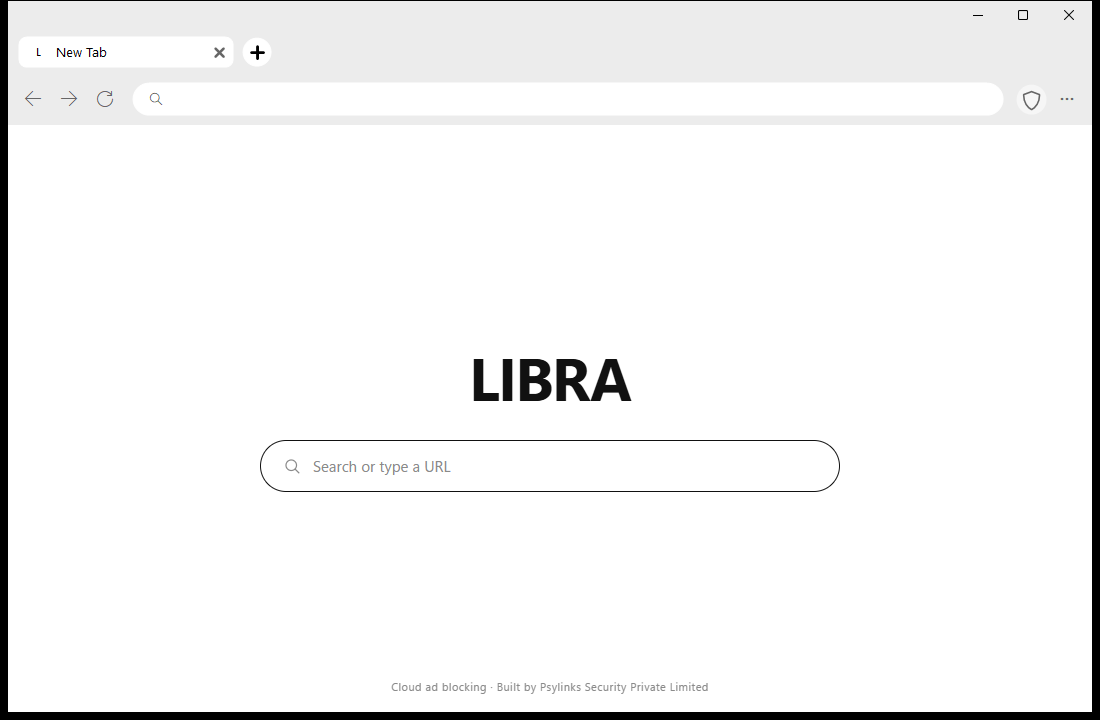 L New Tab
LIBRA
Search or type a URL
Cloud ad blocking · Built by Psylinks Security Private Limited